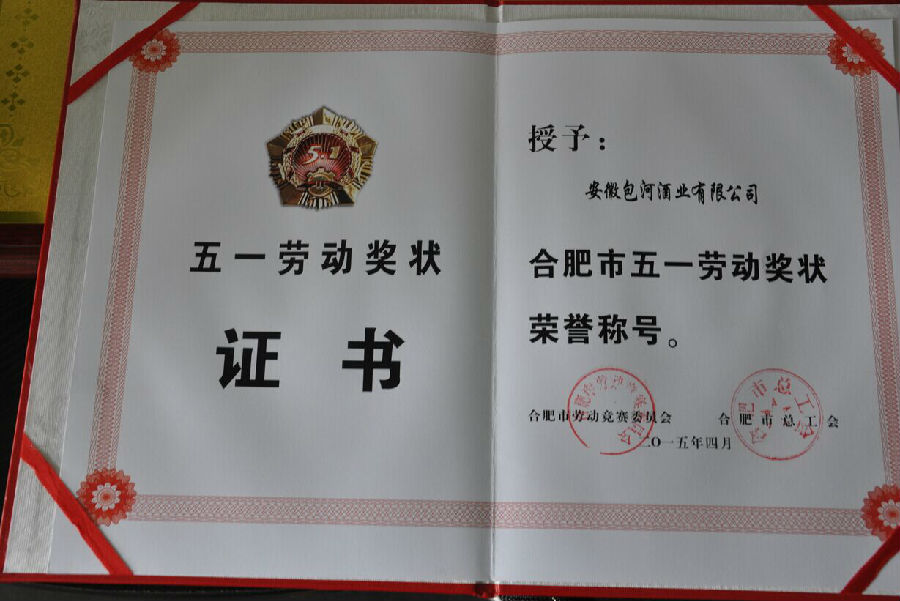 5.1
五一劳动奖状
证书
授予：
安徽包河酒业有限公司
合肥市五一劳动奖状
荣誉称号。
合肥市劳动竞赛委员会 合肥市总工会
二〇一五年四月